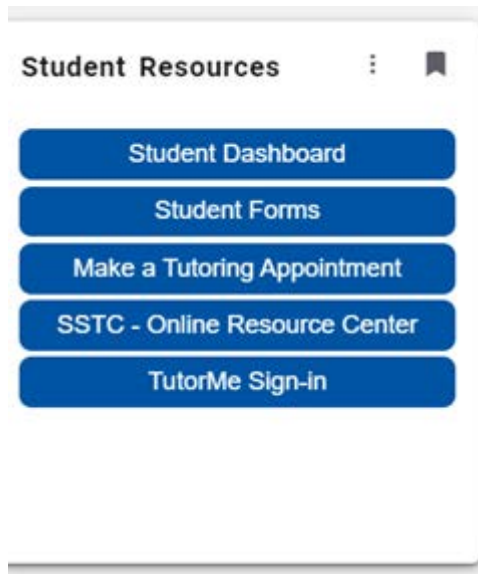 Student Resources
Student Dashboard
Student Forms
Make a Tutoring Appointment
SSTC - Online Resource Center
TutorMe Sign-in